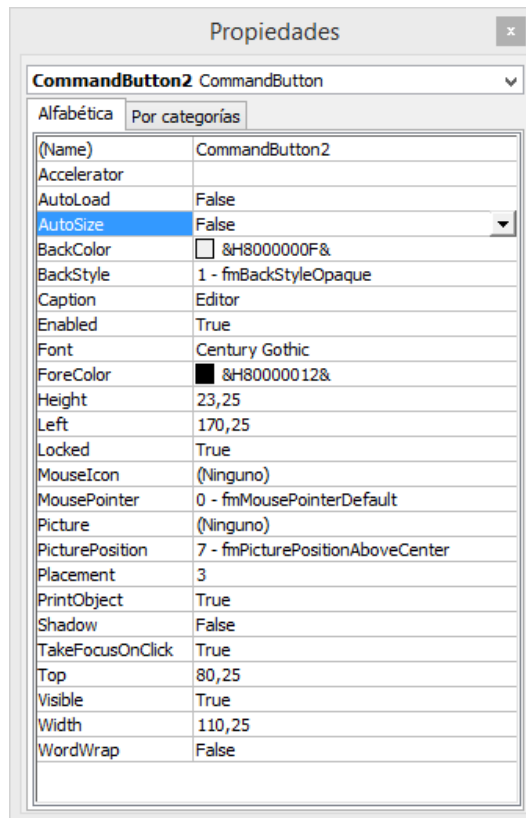 Propiedades
x
CommandButton2 CommandButton
Alfabética Por categorías
(Name) CommandButton2
Accelerator
AutoLoad False
AutoSize False
BackColor &H8000000F&
BackStyle 1 - fmBackStyleOpaque
Caption Editor
Enabled True
Font Century Gothic
ForeColor &H80000012&
Height 23,25
Left 170,25
Locked True
MouseIcon (Ninguno)
MousePointer 0 - fmMousePointerDefault
Picture (Ninguno)
PicturePosition 7 - fmPicturePositionAboveCenter
Placement 3
PrintObject True
Shadow False
TakeFocusOnClick True
Top 80,25
Visible True
Width 110,25
WordWrap False